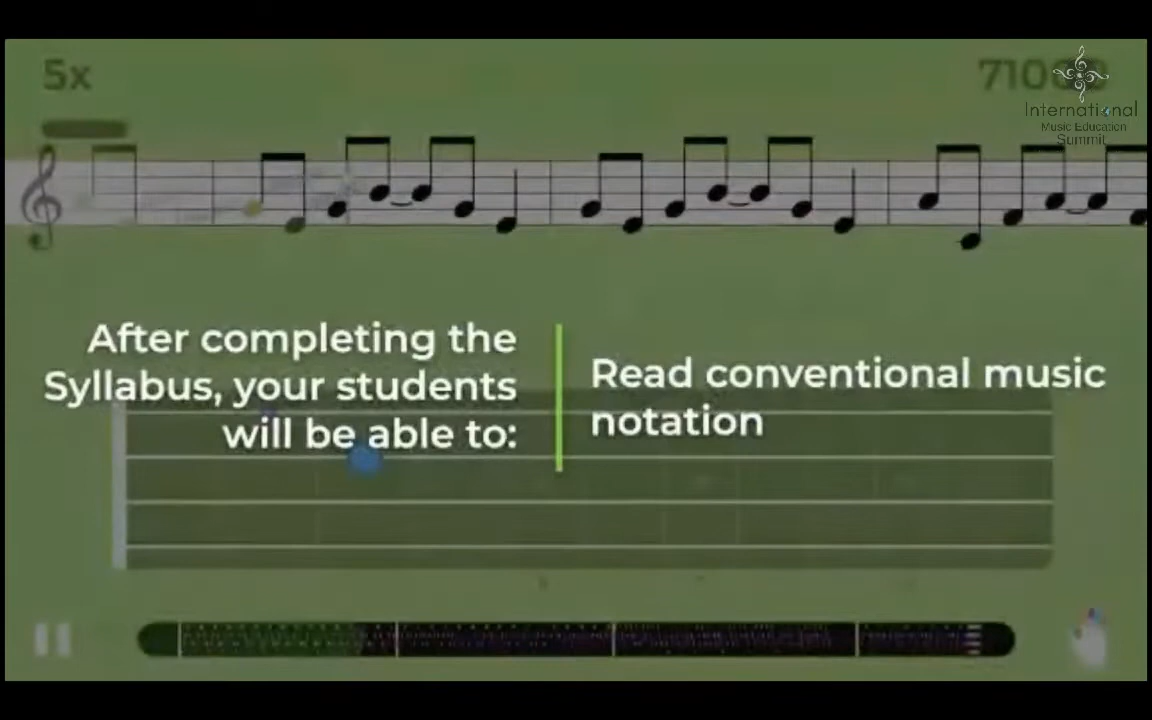 5x
International
Music Education
Summit
After completing the
Syllabus, your students
will be able to:
Read conventional music
notation